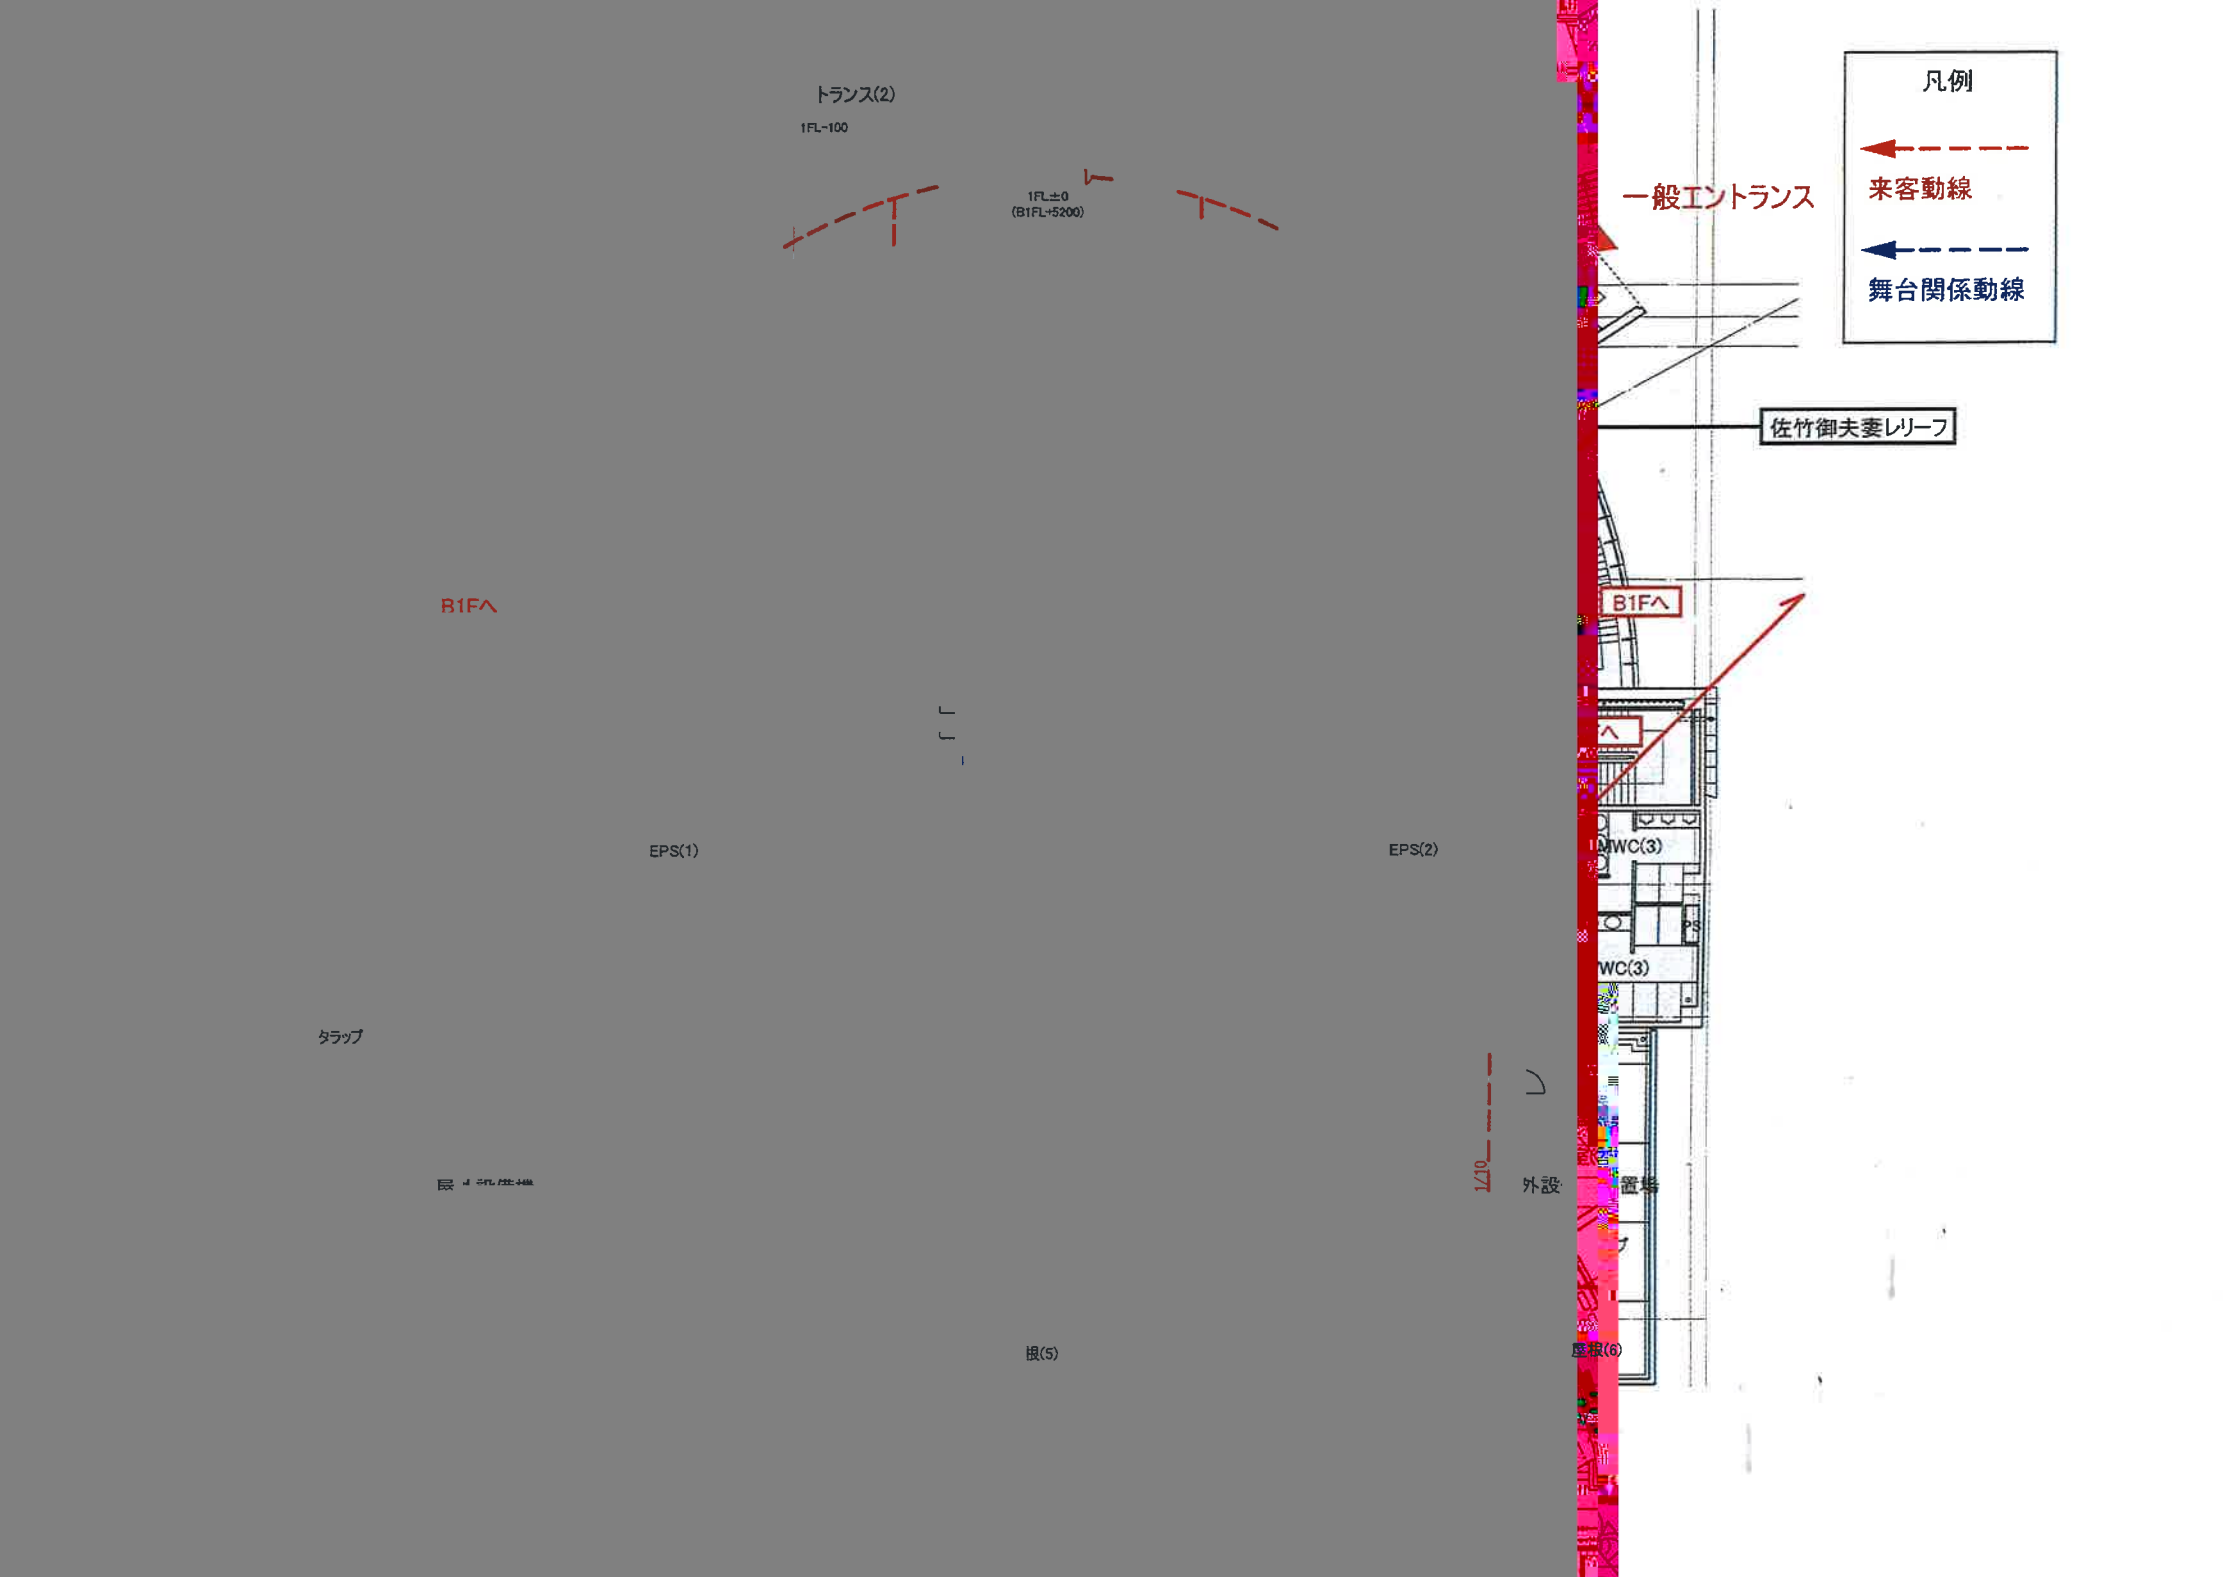 凡例
トランス(2)
1FL-100
来客動線
一般エントランス
1FL±0
(B1FL+5200)
舞台関係動線
佐竹御夫妻レリーフ
B1Fへ
B1Fへ
へ
MWC(3)
EPS(1)
EPS(2)
PS
WC(3)
タラップ
1/10
外設
置場
根(5)
屋根(6)